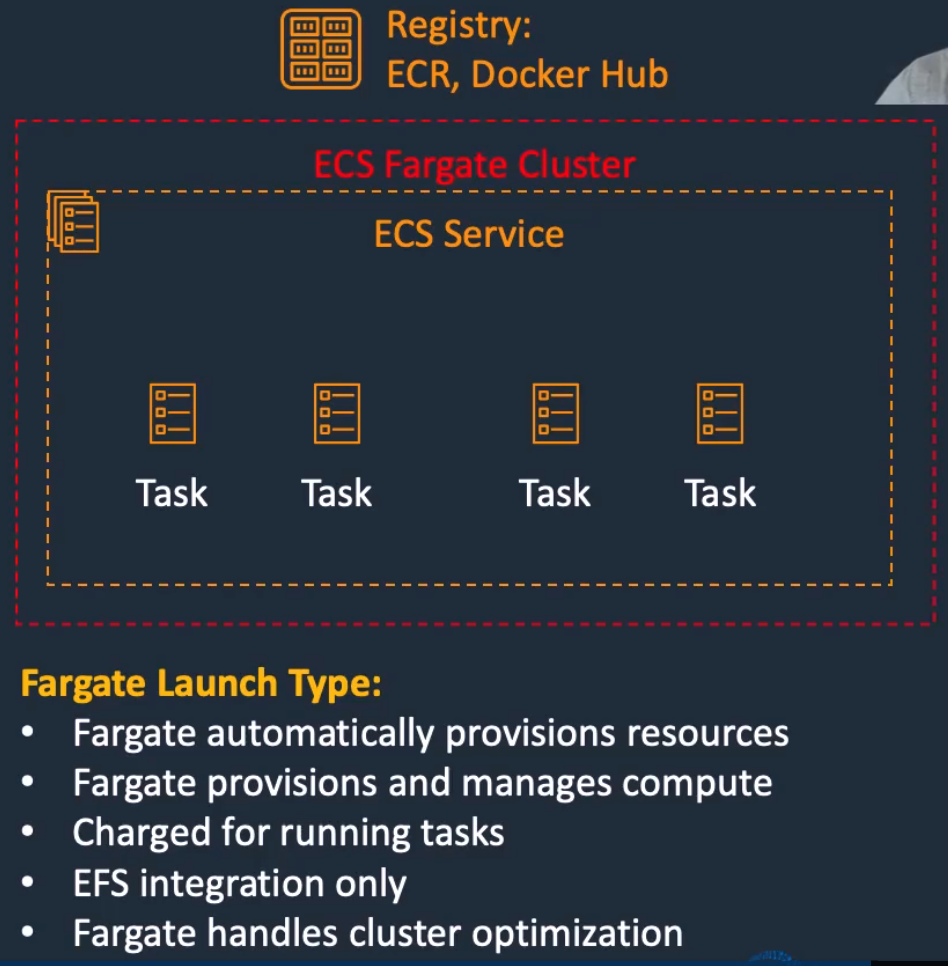 Registry:
ECR, Docker Hub
ECS Fargate Cluster
ECS Service
Task Task Task Task
Fargate Launch Type:
• Fargate automatically provisions resources
• Fargate provisions and manages compute
• Charged for running tasks
• EFS integration only
• Fargate handles cluster optimization